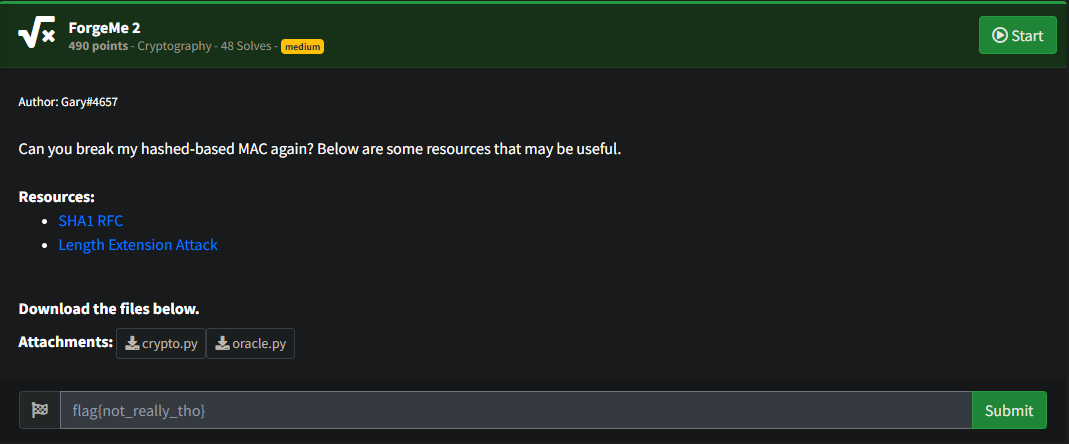 ForgeMe 2
490 points - Cryptography - 48 Solves - medium
Start
Author: Gary#4657
Can you break my hashed-based MAC again? Below are some resources that may be useful.
Resources:
• SHA1 RFC
• Length Extension Attack
Download the files below.
Attachments: crypto.py oracle.py
flag{not_really_tho} Submit